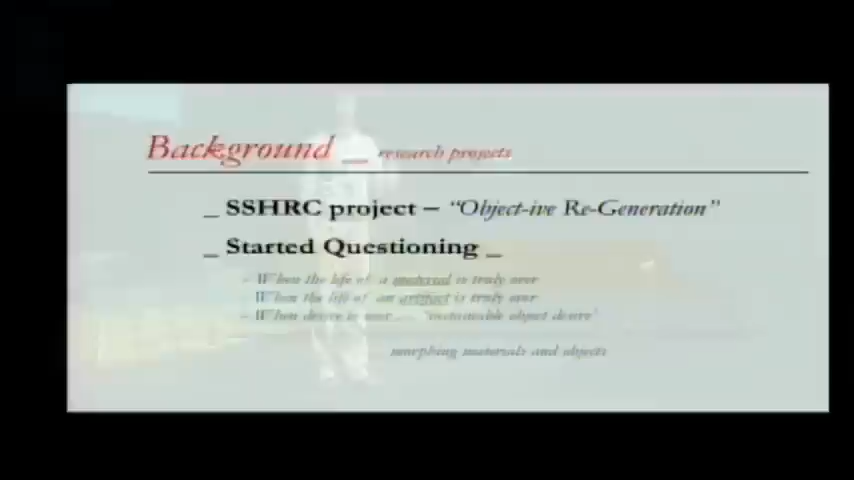 Background _ research projects
_ SSHRC project – “Object-ive Re-Generation”
_ Started Questioning _
- When the life of a material is truly over
- When the life of an artifact is truly over
- When desire is over.... "sustainable object desire"
morphing materials and objects